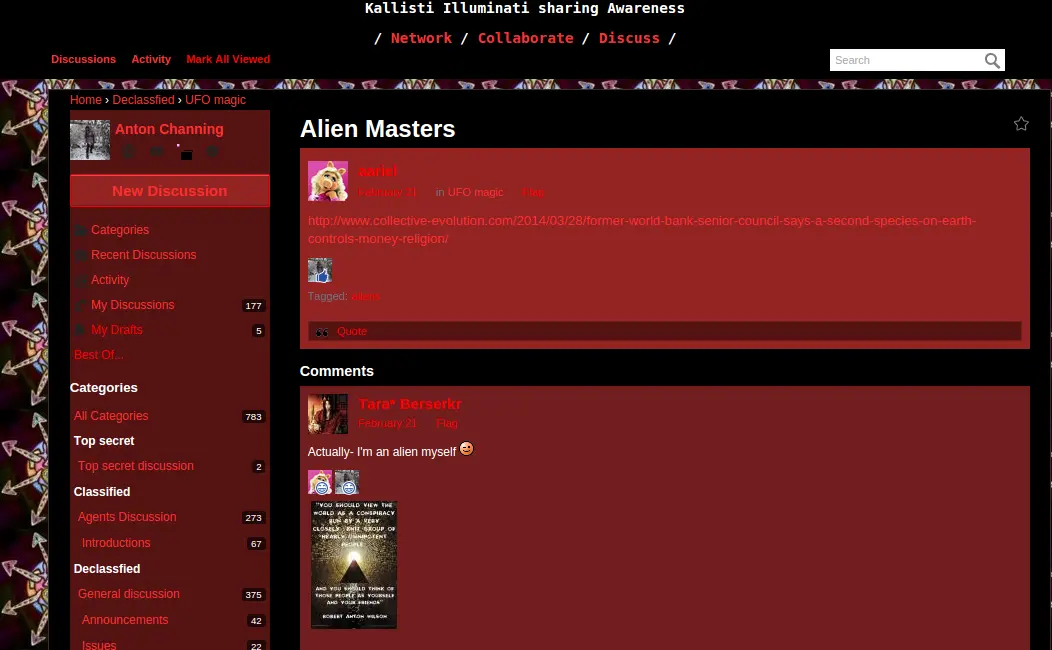 Kallisti Illuminati sharing Awareness
/ Network / Collaborate / Discuss /
Discussions Activity Mark All Viewed
Search
Home › Declassfied › UFO magic
Anton Channing
New Discussion
Categories
Recent Discussions
Activity
My Discussions 177
My Drafts 5
Best Of...
Categories
All Categories 783
Top secret
Top secret discussion 2
Classified
Agents Discussion 273
Introductions 67
Declassfied
General discussion 375
Announcements 42
Issues 22
Alien Masters
aariel
February 21 in UFO magic Flag
http://www.collective-evolution.com/2014/03/28/former-world-bank-senior-council-says-a-second-species-on-earth-
controls-money-religion/
Tagged: aliens
Quote
Comments
Tara* Berserkr
February 21 Flag
Actually- I'm an alien myself
"YOU SHOULD VIEW THE
WORLD AS A CONSPIRACY
RUN BY A VERY
CLOSELY-KNIT GROUP OF
NEARLY OMNIPOTENT
PEOPLE
AND YOU SHOULD THINK OF
THOSE PEOPLE AS YOURSELF
AND YOUR FRIENDS"
ROBERT ANTON WILSON